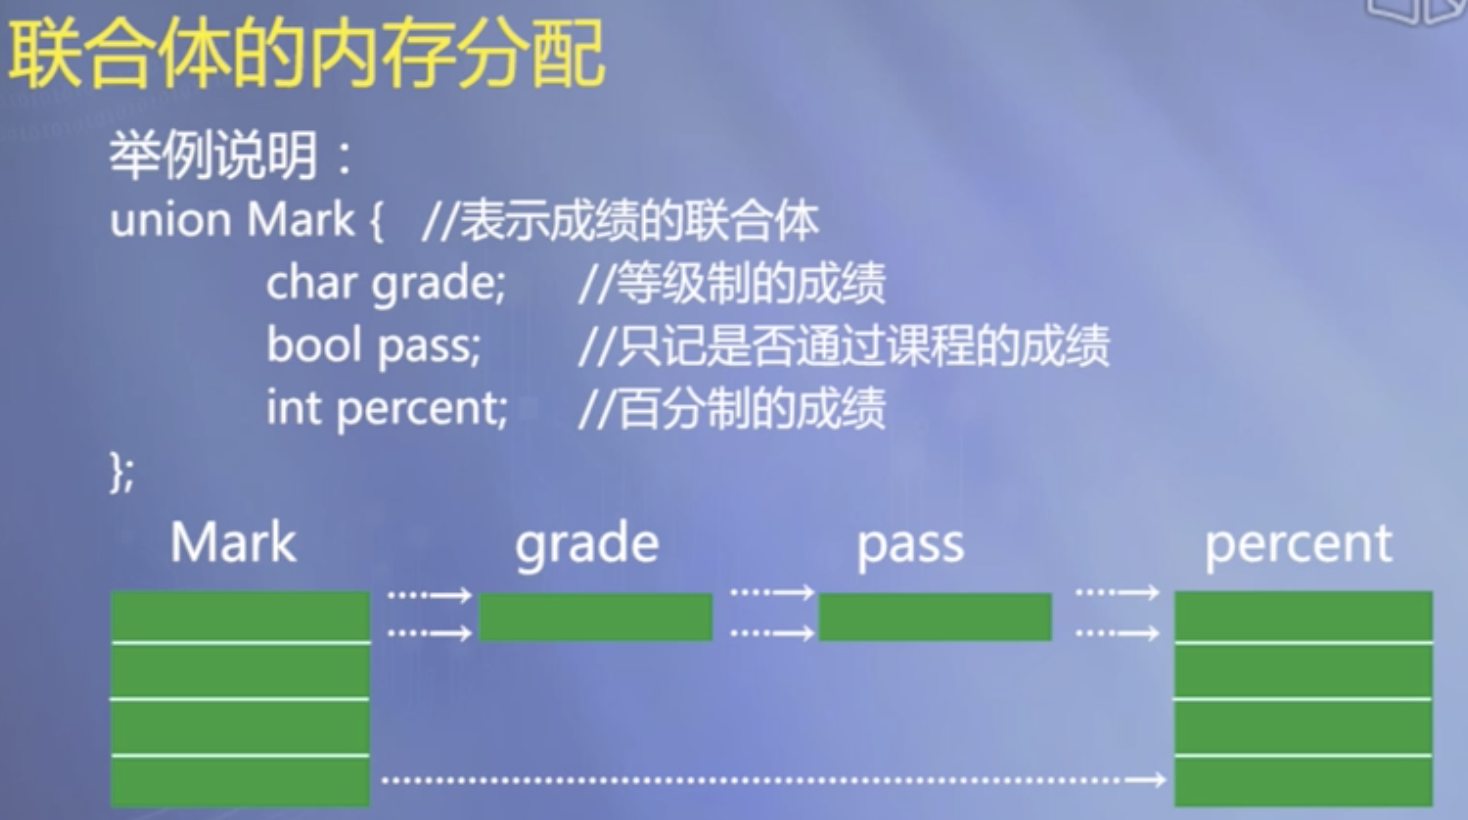 联合体的内存分配
举例说明：
union Mark { //表示成绩的联合体
char grade; //等级制的成绩
bool pass; //只记是否通过课程的成绩
int percent; //百分制的成绩
};
Mark grade pass percent